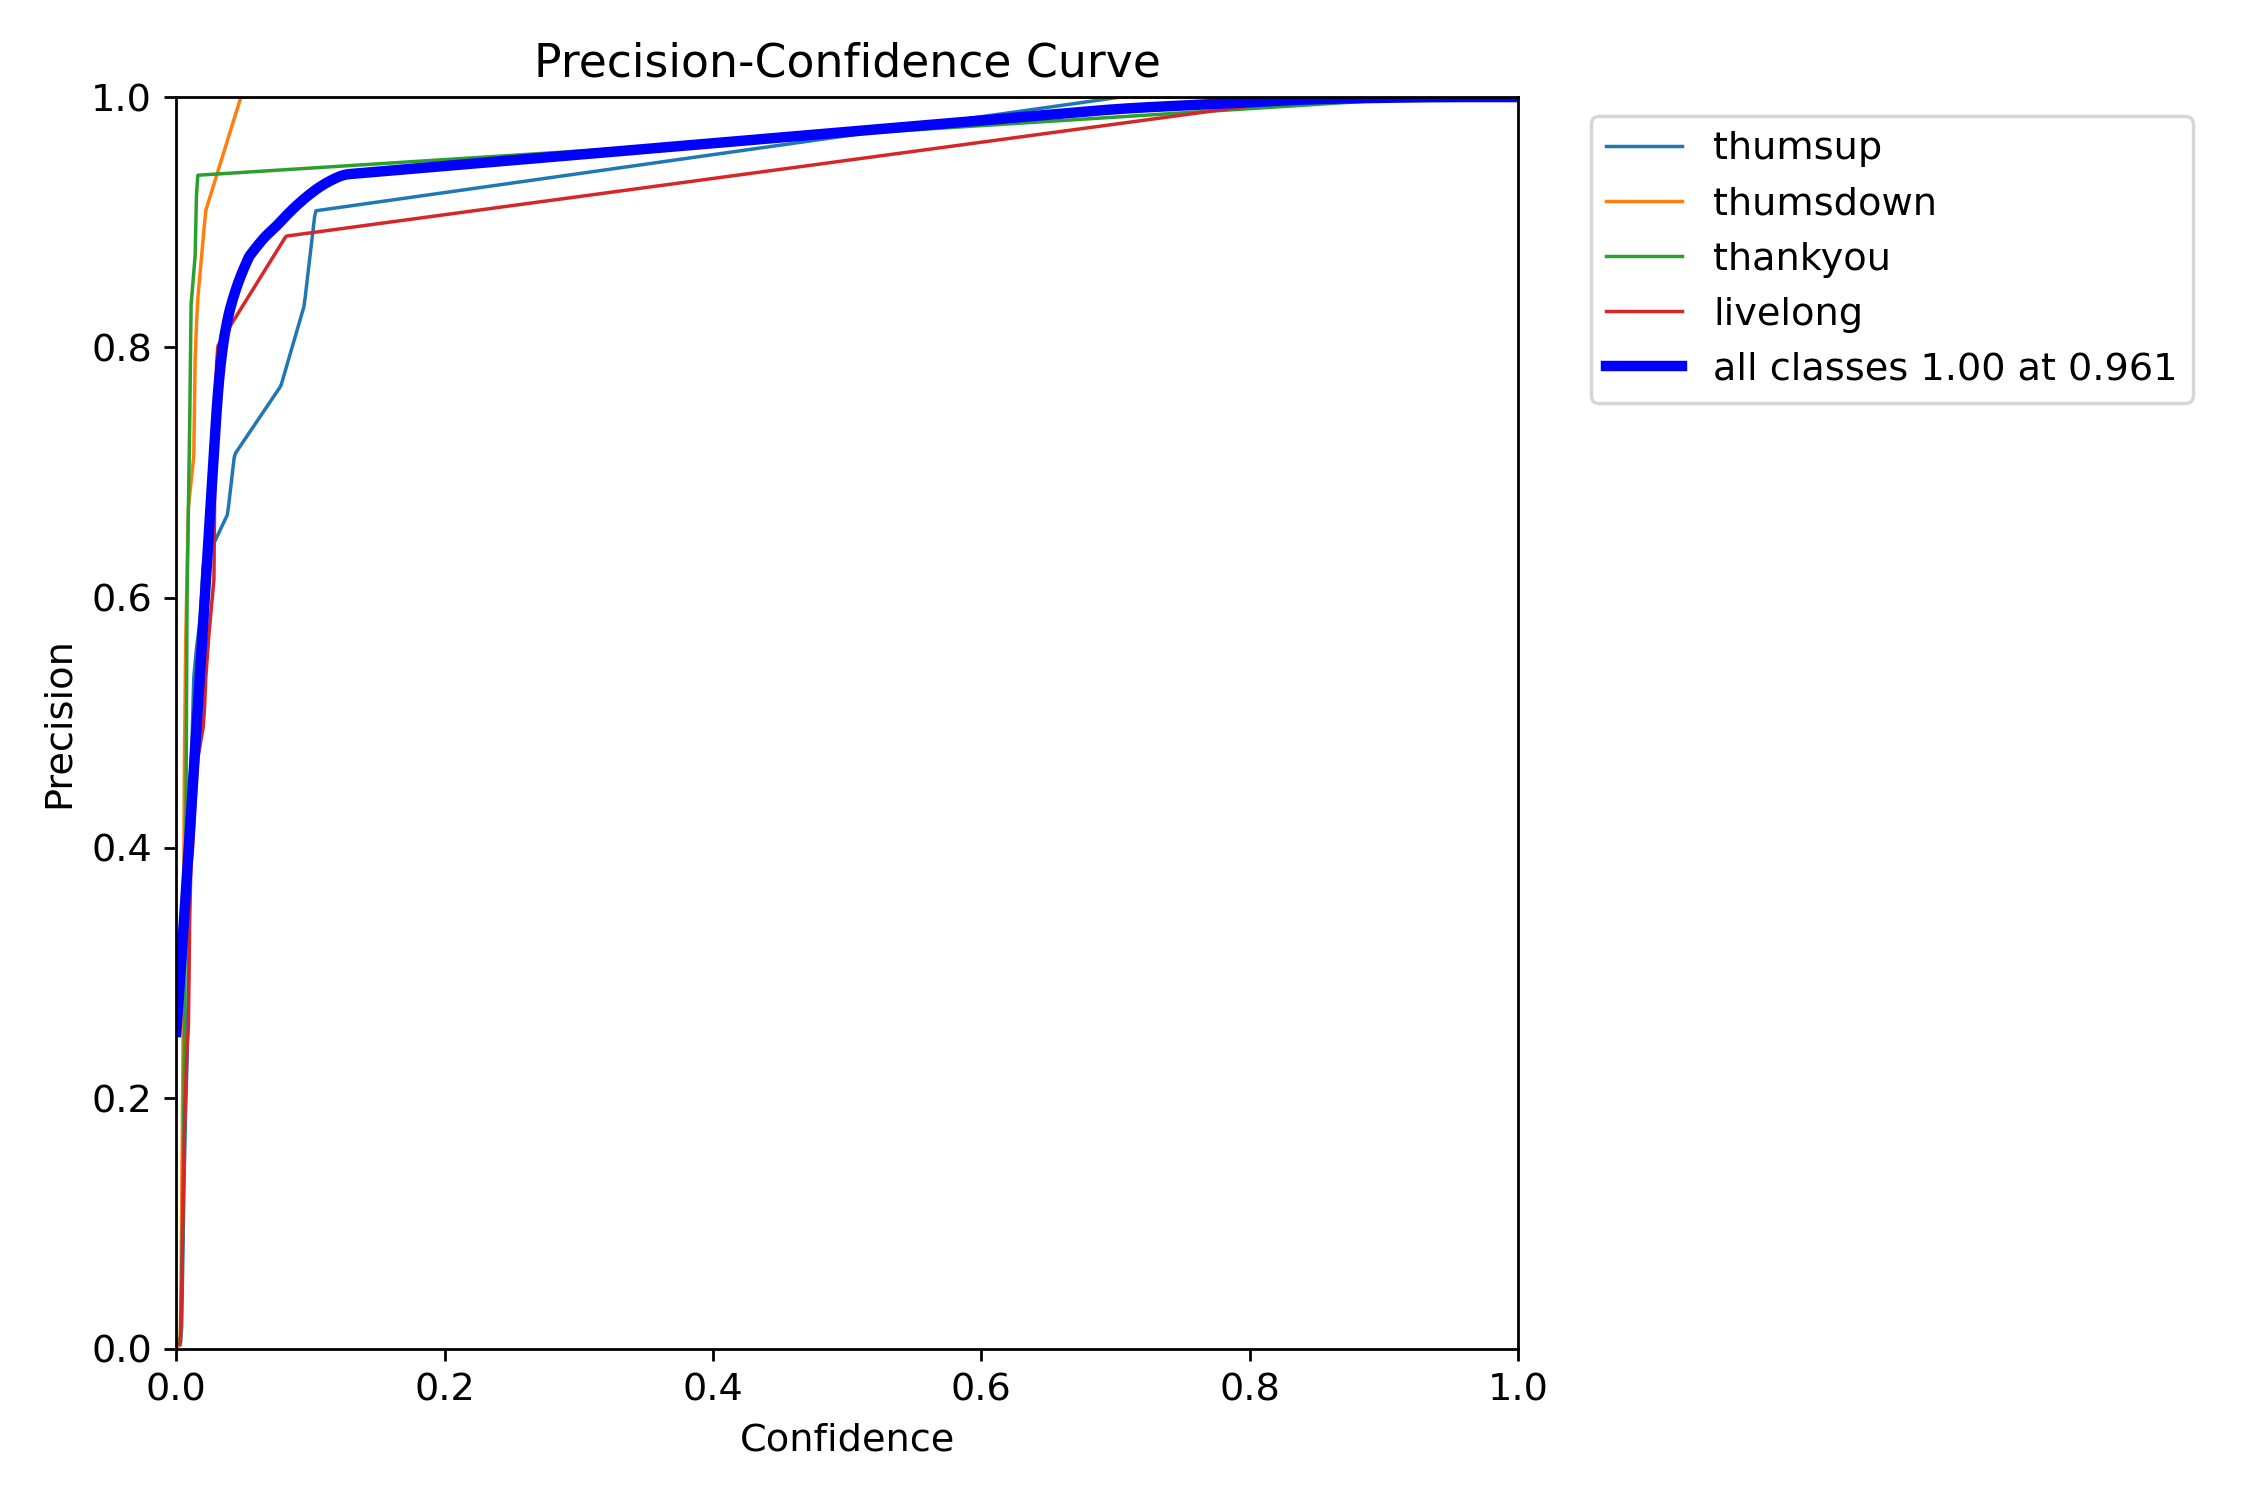 Precision-Confidence Curve
1.0
0.8
0.6
0.4
0.2
0.0
Precision
0.0 0.2 0.4 0.6 0.8 1.0
Confidence
thumsup
thumsdown
thankyou
livelong
all classes 1.00 at 0.961